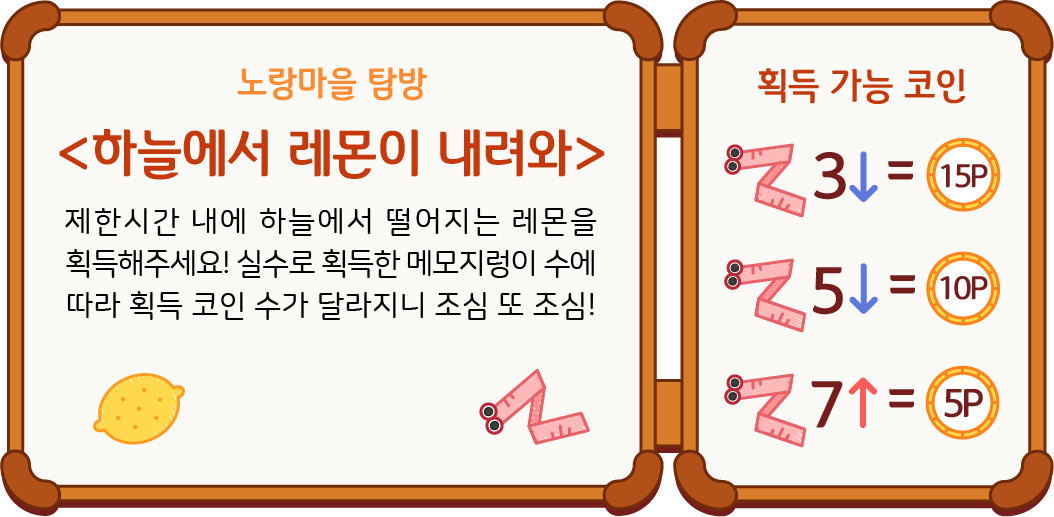 노랑마을 탐방
<하늘에서 레몬이 내려와>
제한시간 내에 하늘에서 떨어지는 레몬을
획득해주세요! 실수로 획득한 메모지렁이 수에
따라 획득 코인 수가 달라지니 조심 또 조심!
획득 가능 코인
3↓ = 15P
5↓ = 10P
7↑ = 5P